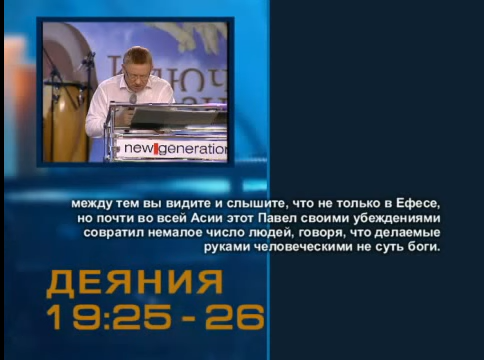 КЛЮЧ
new generation
между тем вы видите и слышите, что не только в Ефесе,
но почти во всей Асии этот Павел своими убеждениями
совратил немалое число людей, говоря, что делаемые
руками человеческими не суть боги.
ДЕЯНИЯ
19:25 - 26